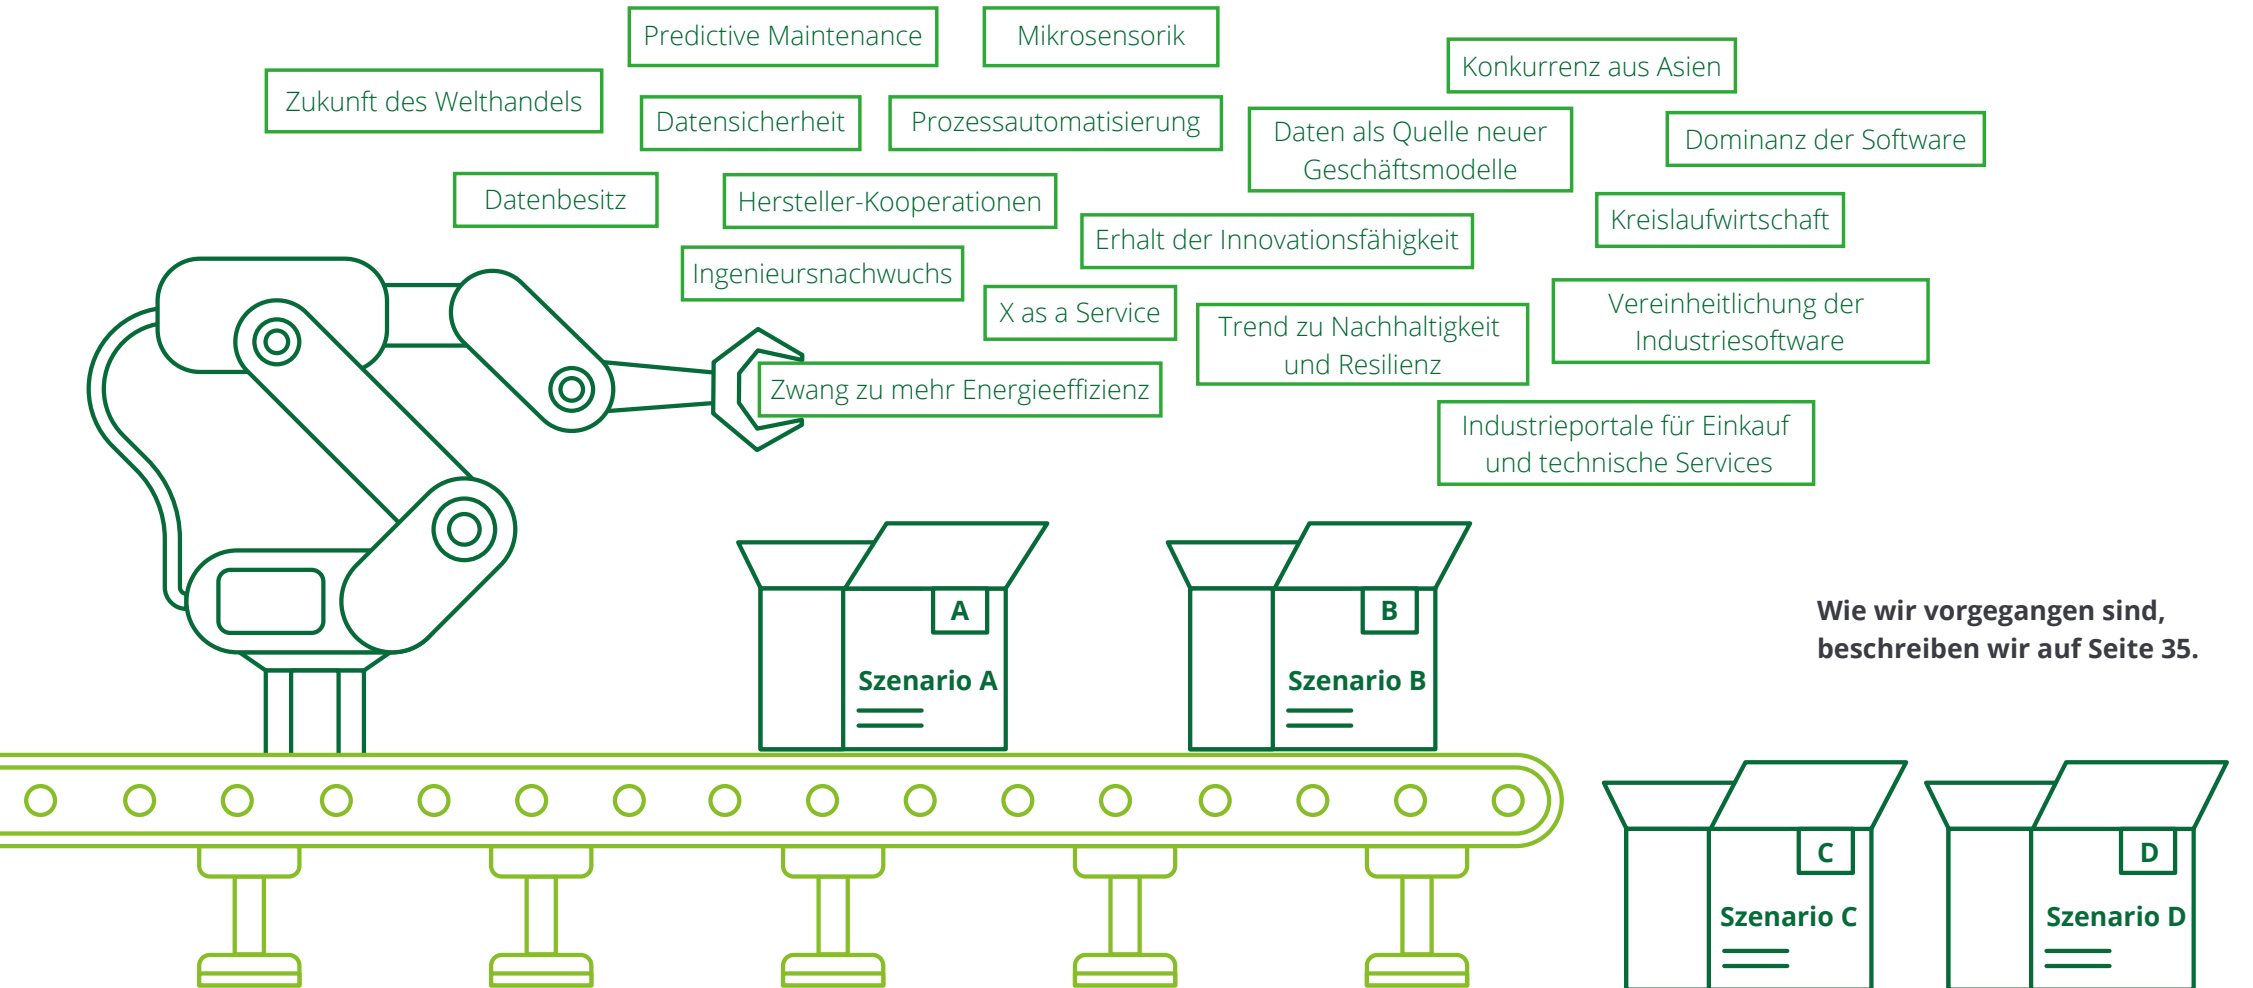 Predictive Maintenance
Mikrosensorik
Konkurrenz aus Asien
Zukunft des Welthandels
Datensicherheit
Prozessautomatisierung
Daten als Quelle neuer
Geschäftsmodelle
Dominanz der Software
Datenbesitz
Hersteller-Kooperationen
Kreislaufwirtschaft
Erhalt der Innovationsfähigkeit
Ingenieursnachwuchs
X as a Service
Trend zu Nachhaltigkeit
und Resilienz
Vereinheitlichung der
Industriesoftware
Zwang zu mehr Energieeffizienz
Industrieportale für Einkauf
und technische Services
A
Szenario A
B
Szenario B
Wie wir vorgegangen sind,
beschreiben wir auf Seite 35.
C
Szenario C
D
Szenario D